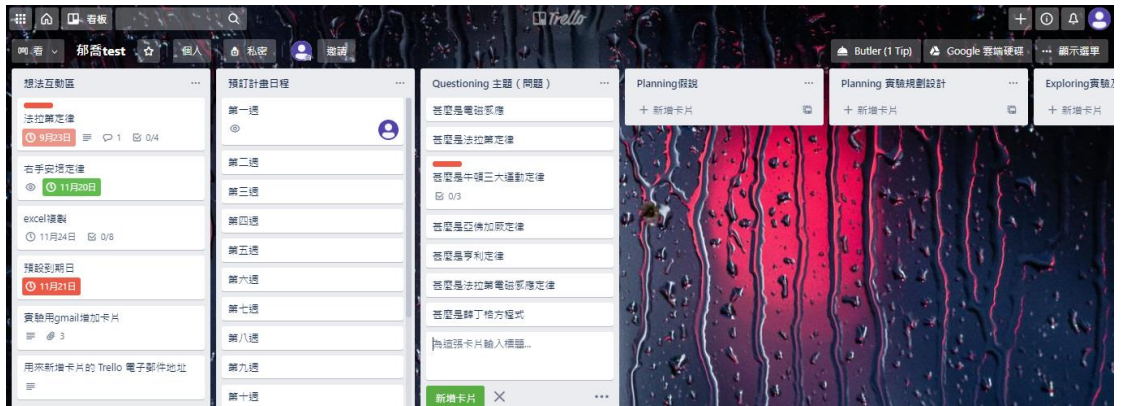 看板
Trello
看
郁喬test
個人
私密
邀請
Butler (1 Tip)
Google 雲端硬碟
顯示選單
想法互動區
法拉第定律
9月23日
1
0/4
右手安培定律
11月20日
excel複製
11月24日
0/8
預設到期日
11月21日
實驗用gmail增加卡片
3
用來新增卡片的 Trello 電子郵件地址
預訂計畫日程
第一週
第二週
第三週
第四週
第五週
第六週
第七週
第八週
第九週
第十週
Questioning 主題（問題）
甚麼是電磁感應
甚麼是法拉第定律
甚麼是牛頓三大運動定律
0/3
甚麼是亞佛加厥定律
甚麼是亨利定律
甚麼是法拉第電磁感應定律
甚麼是薛丁格方程式
為這張卡片輸入標題...
新增卡片
Planning假說
新增卡片
Planning 實驗規劃設計
新增卡片
Exploring實驗及
新增卡片